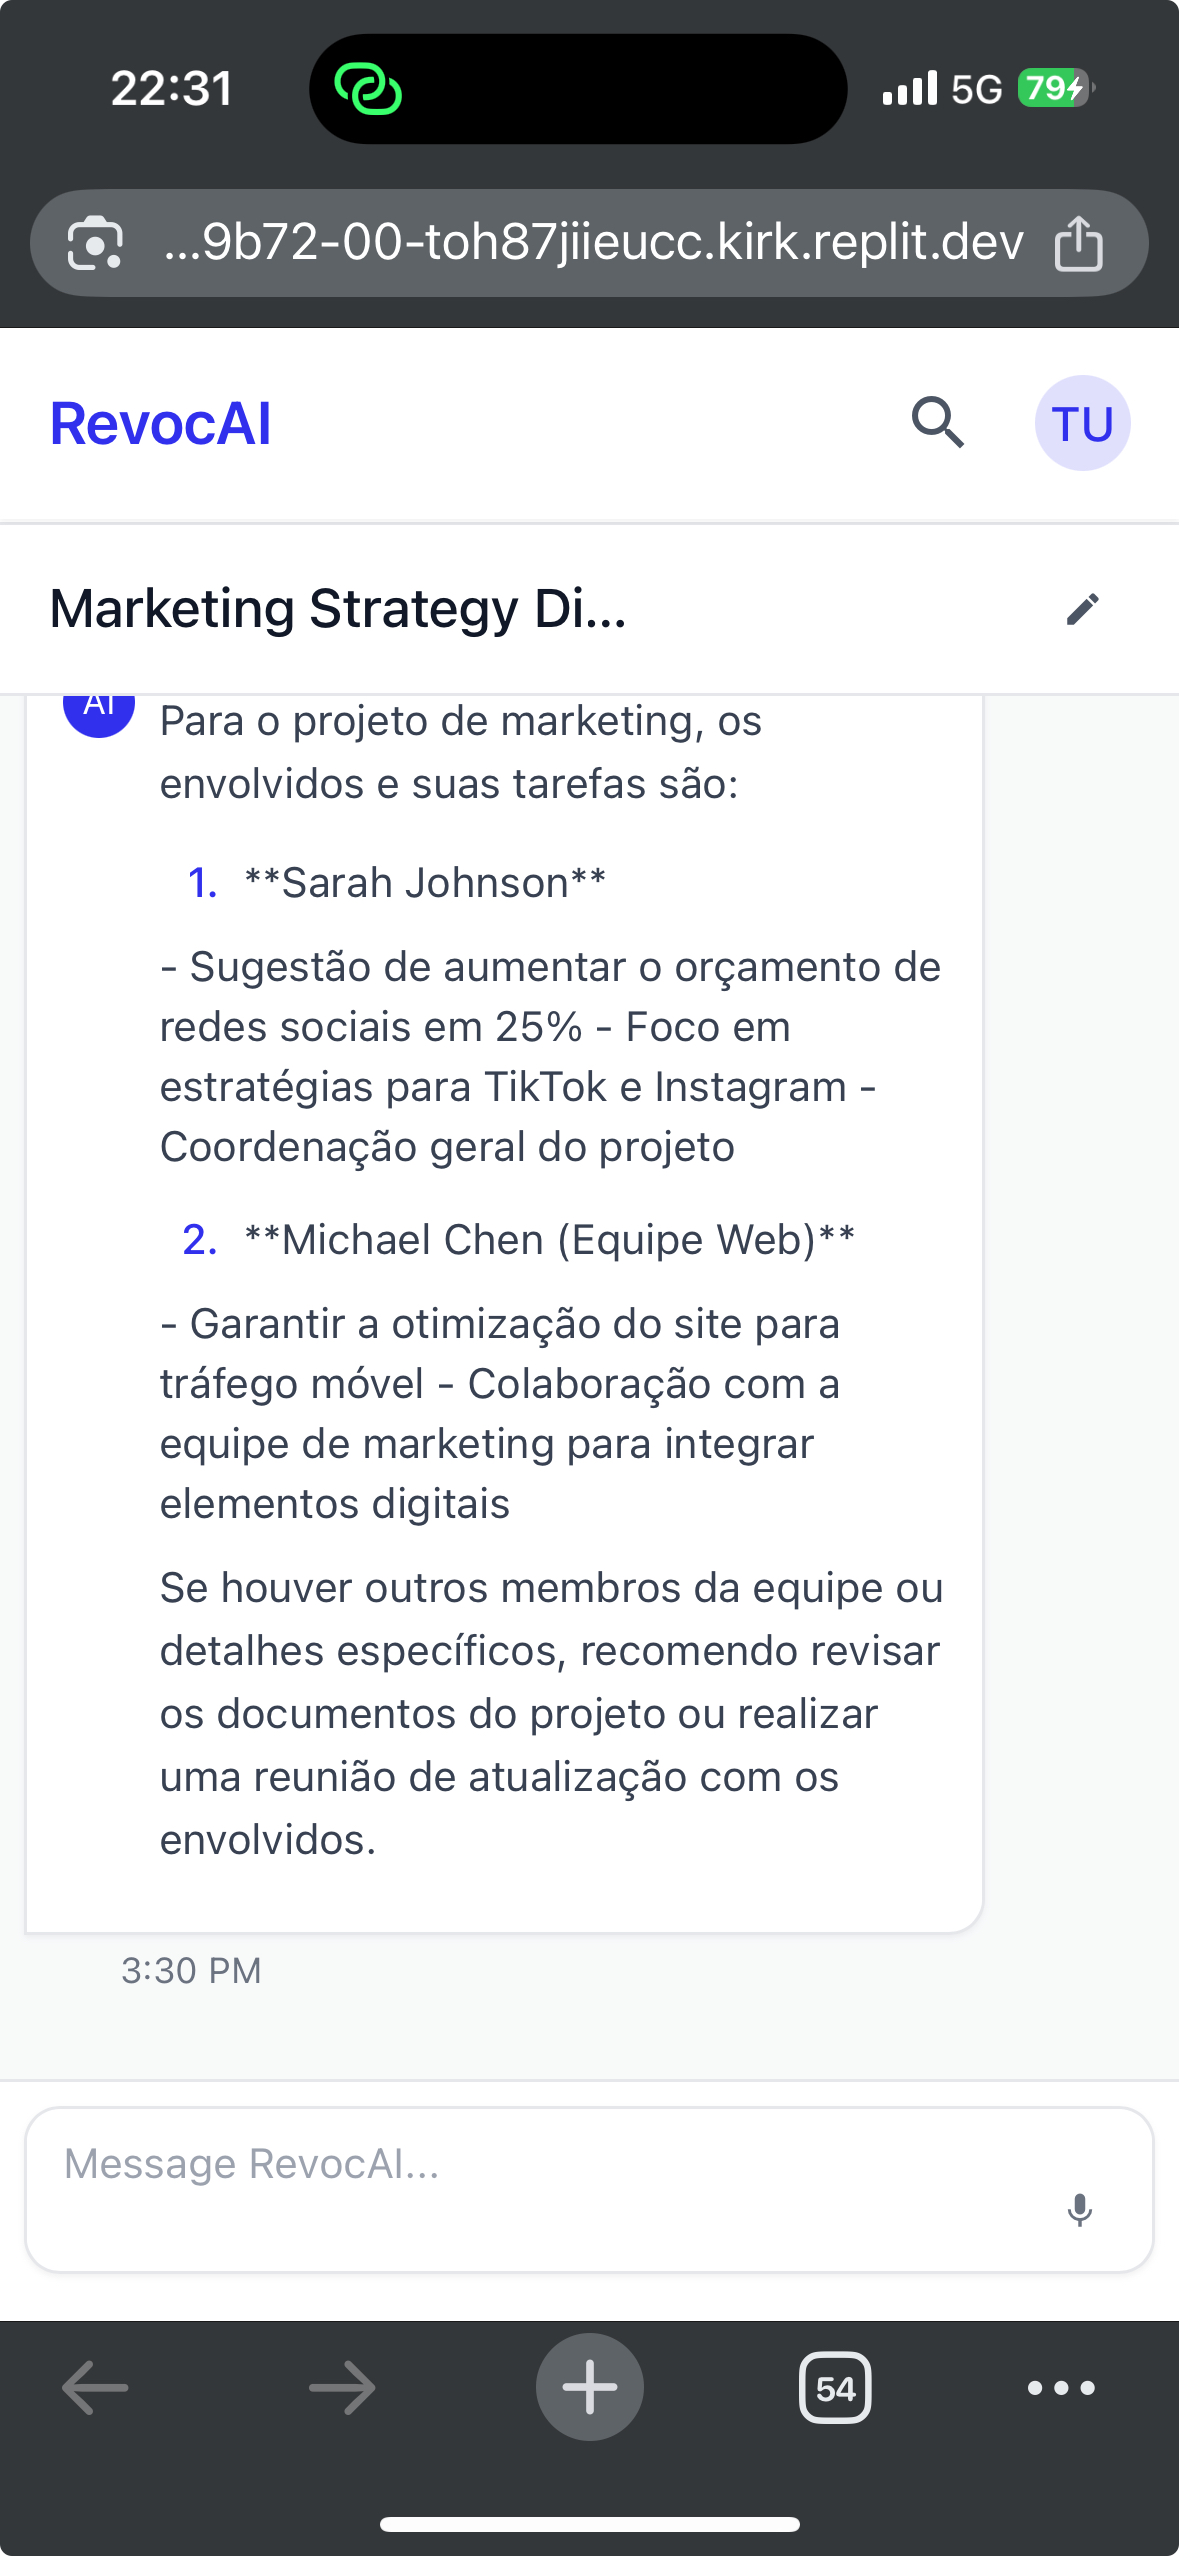 22:31
5G
79
...9b72-00-toh87jiieucc.kirk.replit.dev
RevocAI
TU
Marketing Strategy Di...
AI
Para o projeto de marketing, os
envolvidos e suas tarefas são:
1. **Sarah Johnson**
- Sugestão de aumentar o orçamento de
redes sociais em 25% - Foco em
estratégias para TikTok e Instagram -
Coordenação geral do projeto
2. **Michael Chen (Equipe Web)**
- Garantir a otimização do site para
tráfego móvel - Colaboração com a
equipe de marketing para integrar
elementos digitais
Se houver outros membros da equipe ou
detalhes específicos, recomendo revisar
os documentos do projeto ou realizar
uma reunião de atualização com os
envolvidos.
3:30 PM
Message RevocAI...
54